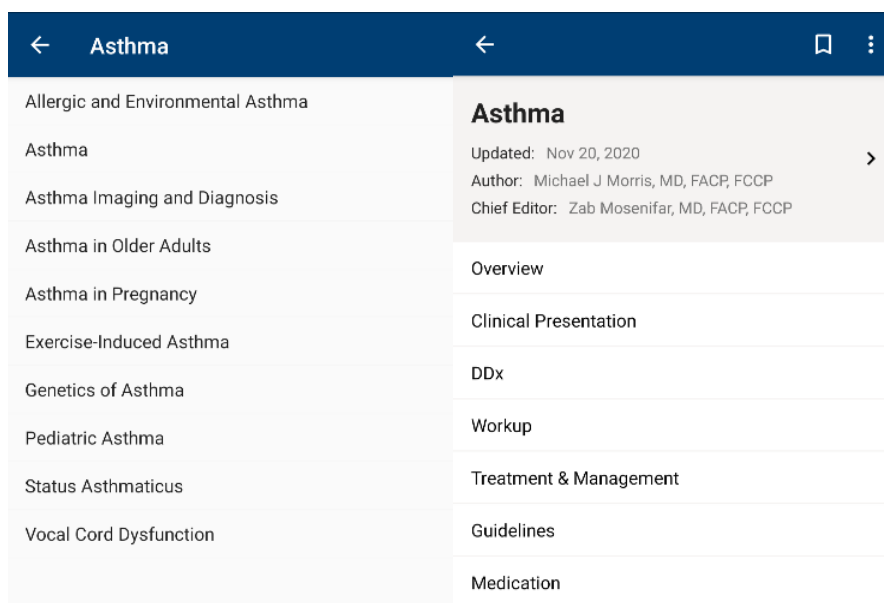 Asthma
Allergic and Environmental Asthma
Asthma
Asthma Imaging and Diagnosis
Asthma in Older Adults
Asthma in Pregnancy
Exercise-Induced Asthma
Genetics of Asthma
Pediatric Asthma
Status Asthmaticus
Vocal Cord Dysfunction
Asthma
Updated: Nov 20, 2020
Author: Michael J Morris, MD, FACP, FCCP
Chief Editor: Zab Mosenifar, MD, FACP, FCCP
Overview
Clinical Presentation
DDx
Workup
Treatment & Management
Guidelines
Medication